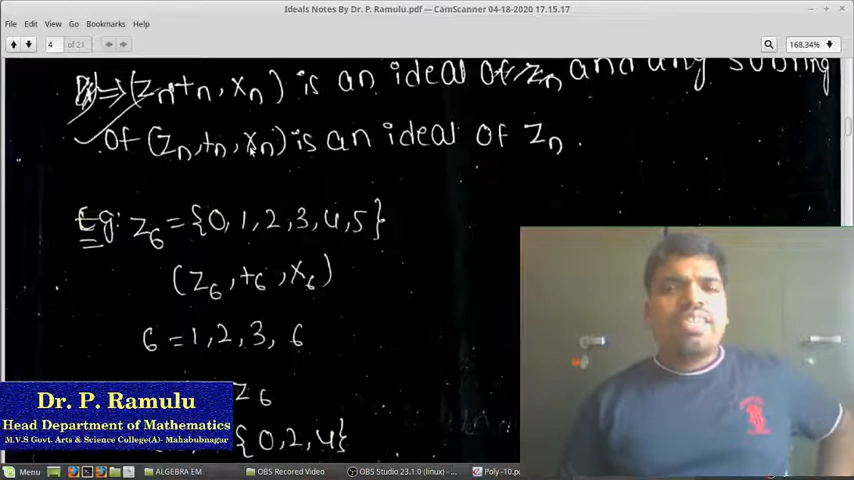 Ideals Notes By Dr. P. Ramulu.pdf — CamScanner 04-18-2020 17.15.17
File Edit View Go Bookmarks Help
4 of 21 168.34%
⇒ (Zn, +n, Xn) is an ideal of Zn and any subring
of (Zn, +n, Xn) is an ideal of Zn.
Eg: Z6 = {0, 1, 2, 3, 4, 5}
(Z6, +6, X6)
6 = 1, 2, 3, 6
Z6
{0, 2, 4}
Dr. P. Ramulu
Head Department of Mathematics
M.V.S Govt. Arts & Science College(A)- Mahabubnagar
Menu ALGEBRA EM OBS Recored Video OBS 23.1.0 (linux) - ... Poly -10.p